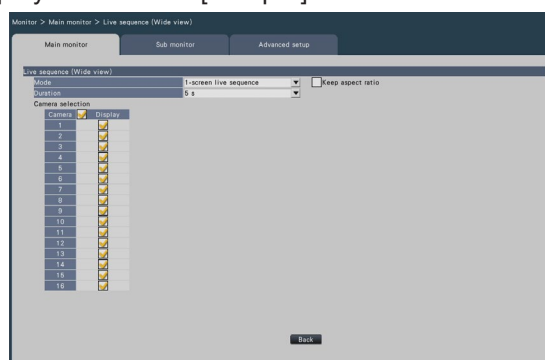 Monitor > Main monitor > Live sequence (Wide view)
Main monitor Sub monitor Advanced setup
Live sequence (Wide view)
Mode 1-screen live sequence Keep aspect ratio
Duration 5 s
Camera selection
Camera Display
1
2
3
4
5
6
7
8
9
10
11
12
13
14
15
16
Back